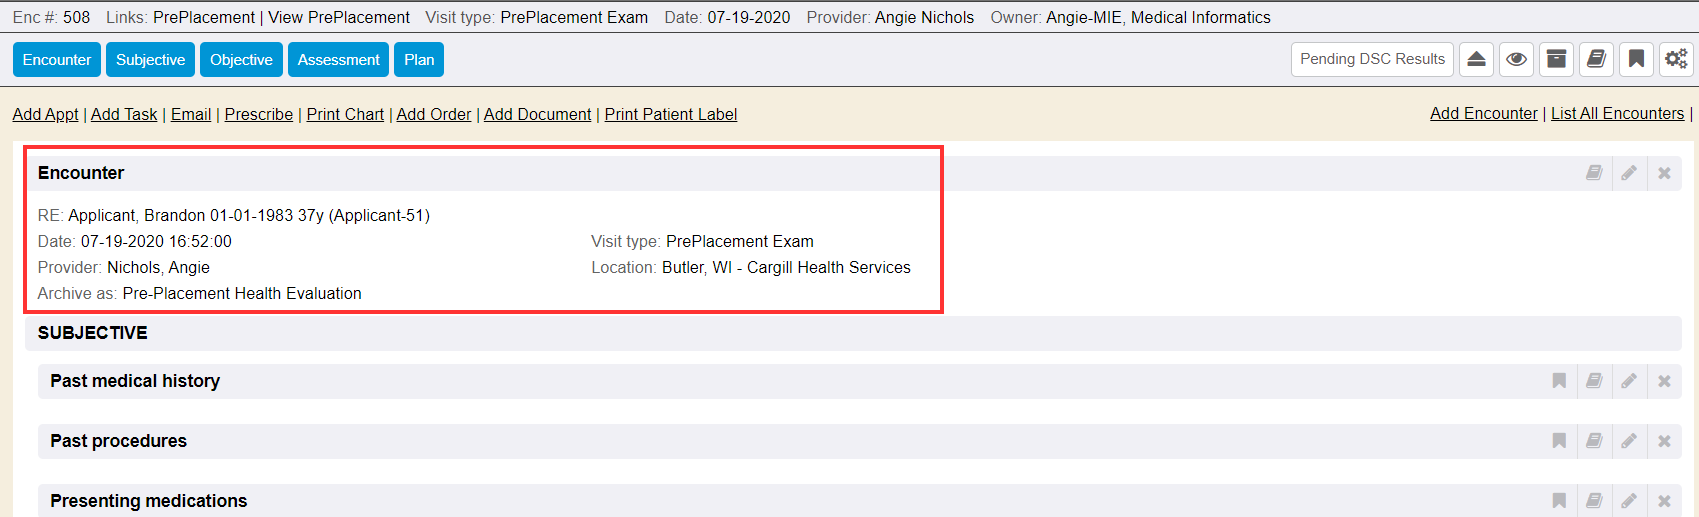 Enc #: 508 Links: PrePlacement | View PrePlacement Visit type: PrePlacement Exam Date: 07-19-2020 Provider: Angie Nichols Owner: Angie-MIE, Medical Informatics
Encounter Subjective Objective Assessment Plan Pending DSC Results
Add Appt | Add Task | Email | Prescribe | Print Chart | Add Order | Add Document | Print Patient Label Add Encounter | List All Encounters |
Encounter
RE: Applicant, Brandon 01-01-1983 37y (Applicant-51)
Date: 07-19-2020 16:52:00 Visit type: PrePlacement Exam
Provider: Nichols, Angie Location: Butler, WI - Cargill Health Services
Archive as: Pre-Placement Health Evaluation
SUBJECTIVE
Past medical history
Past procedures
Presenting medications